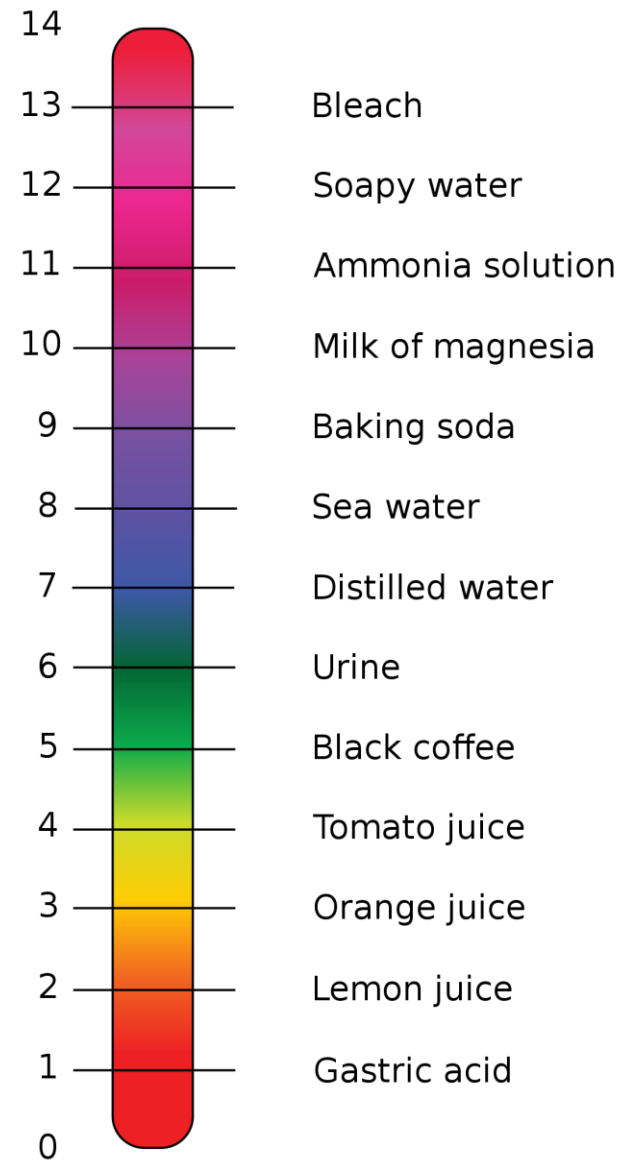 14
13 Bleach
12 Soapy water
11 Ammonia solution
10 Milk of magnesia
9 Baking soda
8 Sea water
7 Distilled water
6 Urine
5 Black coffee
4 Tomato juice
3 Orange juice
2 Lemon juice
1 Gastric acid
0